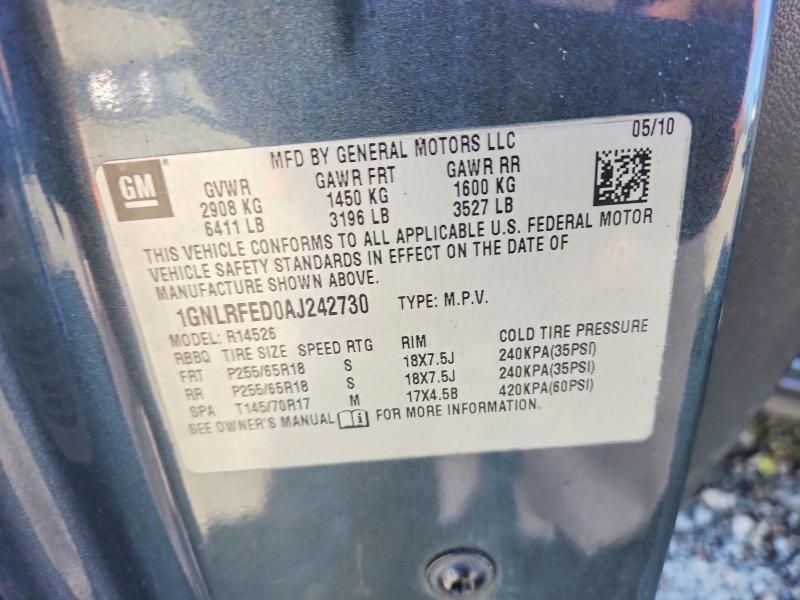 05/10
MFD BY GENERAL MOTORS LLC
GM
GVWR GAWR FRT GAWR RR
2908 KG 1450 KG 1600 KG
6411 LB 3196 LB 3527 LB
THIS VEHICLE CONFORMS TO ALL APPLICABLE U.S. FEDERAL MOTOR
VEHICLE SAFETY STANDARDS IN EFFECT ON THE DATE OF
MANUFACTURE SHOWN ABOVE.
1GNLRFED0AJ242730 TYPE: M.P.V.
MODEL: R14526
RBBQ TIRE SIZE SPEED RTG RIM COLD TIRE PRESSURE
FRT P255/65R18 S 18X7.5J 240KPA(35PSI)
RR P255/65R18 S 18X7.5J 240KPA(35PSI)
SPA T145/70R17 M 17X4.5B 420KPA(60PSI)
SEE OWNER'S MANUAL i FOR MORE INFORMATION.